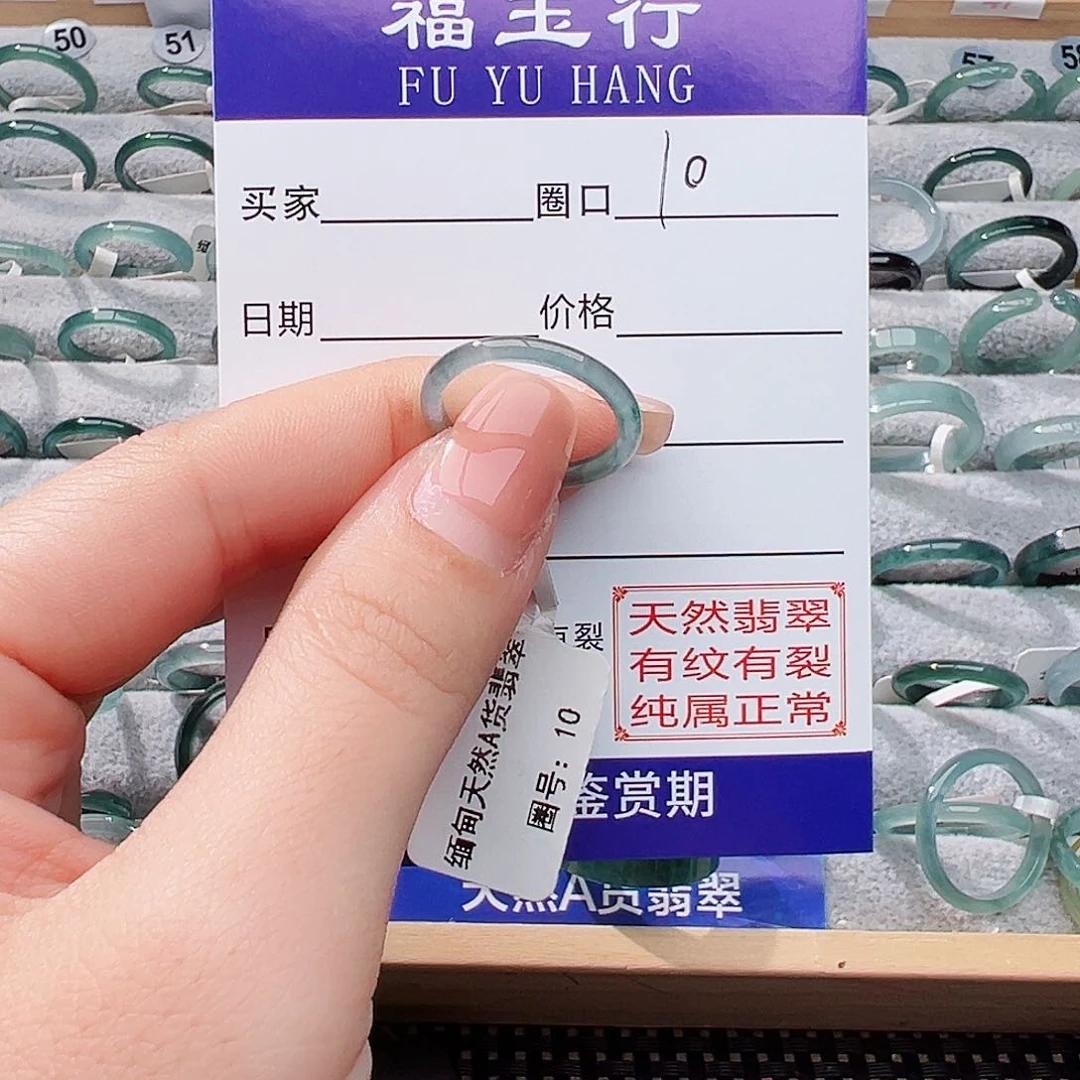 50
51
57
福玉行
FU YU HANG
买家 圈口 10
日期 价格
裂
天然翡翠
有纹有裂
纯属正常
缅甸天然A货翡翠
圈号: 10
鉴赏期
天然A货翡翠